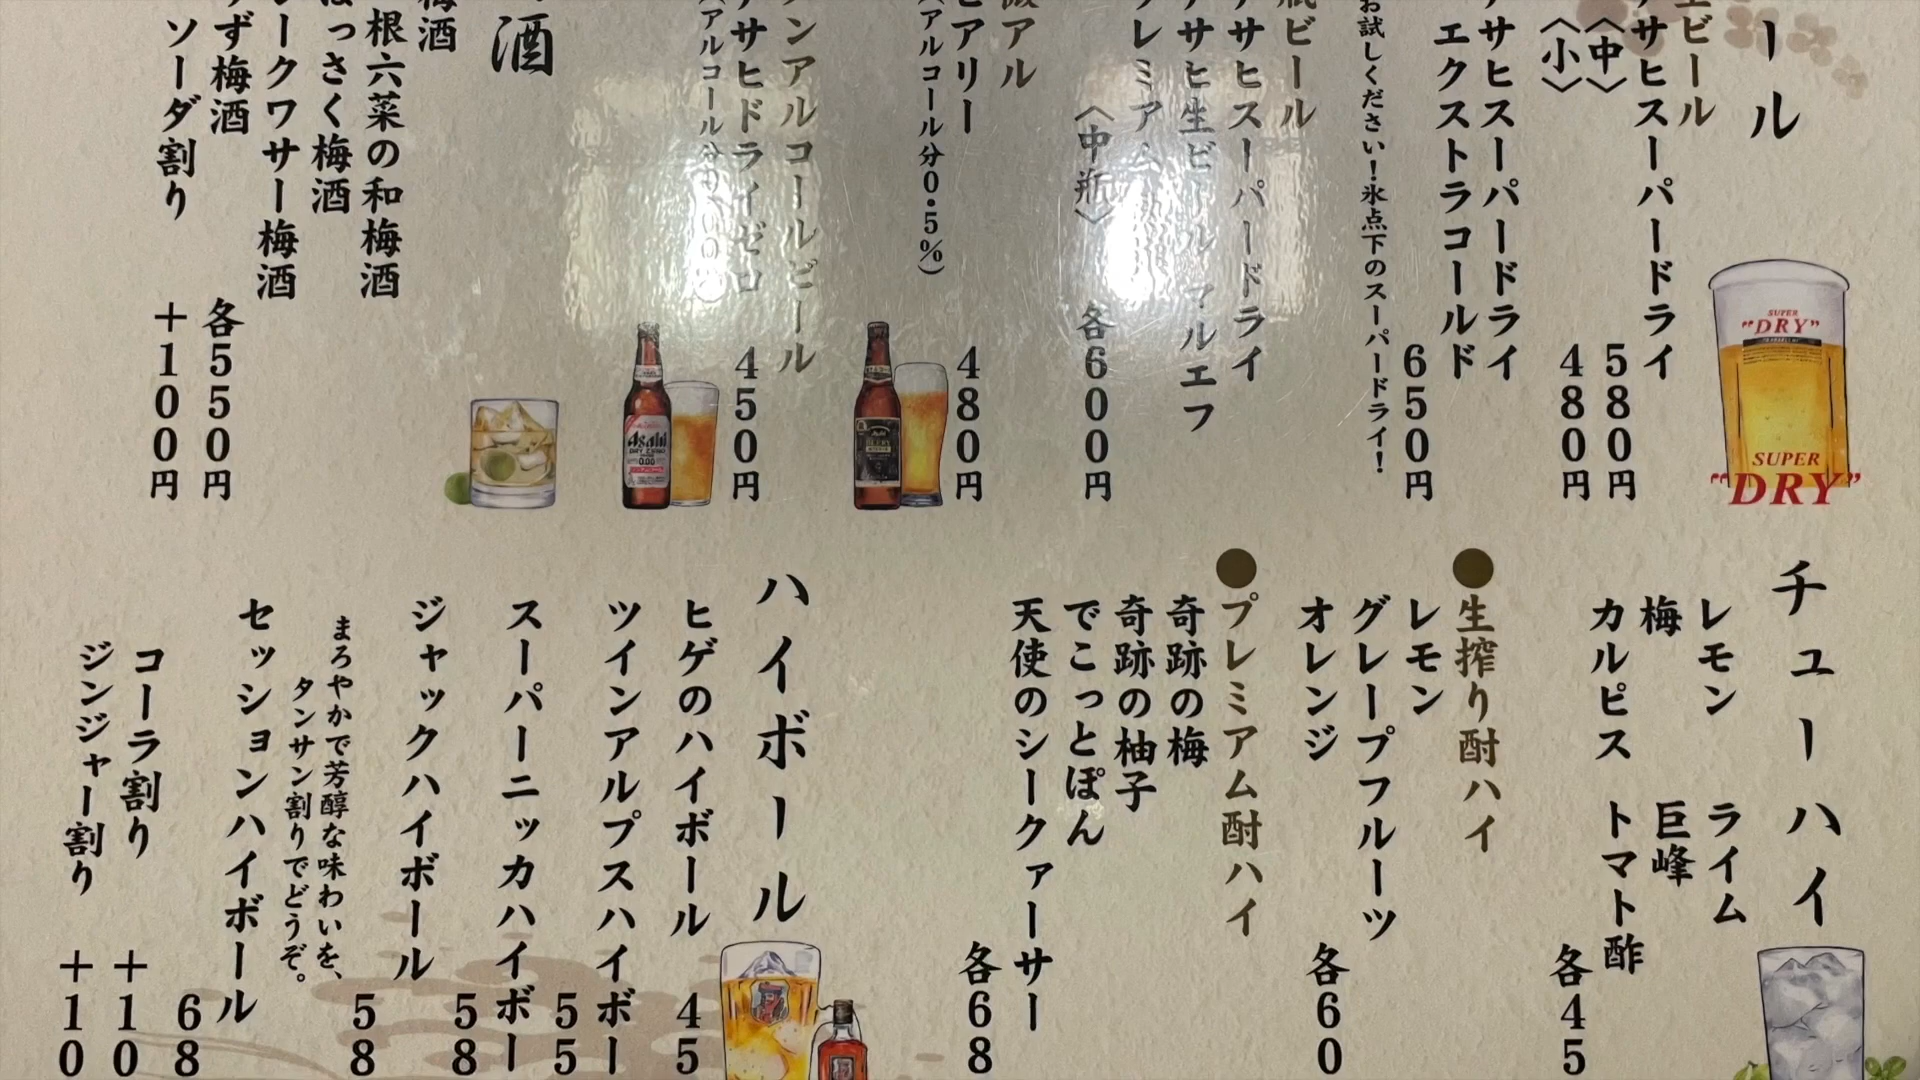 ール
生ビール
アサヒスーパードライ
〈中〉 580円
〈小〉 480円
アサヒスーパードライ
エクストラコールド 650円
お試しください!氷点下のスーパードライ!
瓶ビール
アサヒスーパードライ
アサヒ生ビール マルエフ
プレミアム
〈中瓶〉 各600円
微アル
ビアリー 480円
(アルコール分0.5%)
ノンアルコールビール
アサヒドライゼロ 450円
(アルコール分
酒
梅酒
根六菜の和梅酒
はっさく梅酒
シークワサー梅酒
ゆず梅酒 各550円
ソーダ割り +100円
SUPER
"DRY"
SUPER
"DRY"
Asahi
DRY ZERO
0.00
チューハイ
レモン ライム
梅 巨峰
カルピス トマト酢 各45
●生搾り酎ハイ
レモン
グレープフルーツ
オレンジ 各60
●プレミアム酎ハイ
奇跡の梅
奇跡の柚子
でこっとぽん
天使のシークァーサー 各68
ハイボール
ヒゲのハイボール 45
ツインアルプスハイボー 55
スーパーニッカハイボー 58
ジャックハイボール 58
まろやかで芳醇な味わいを、
タンサン割りでどうぞ。
セッションハイボール 68
コーラ割り +10
ジンジャー割り +10